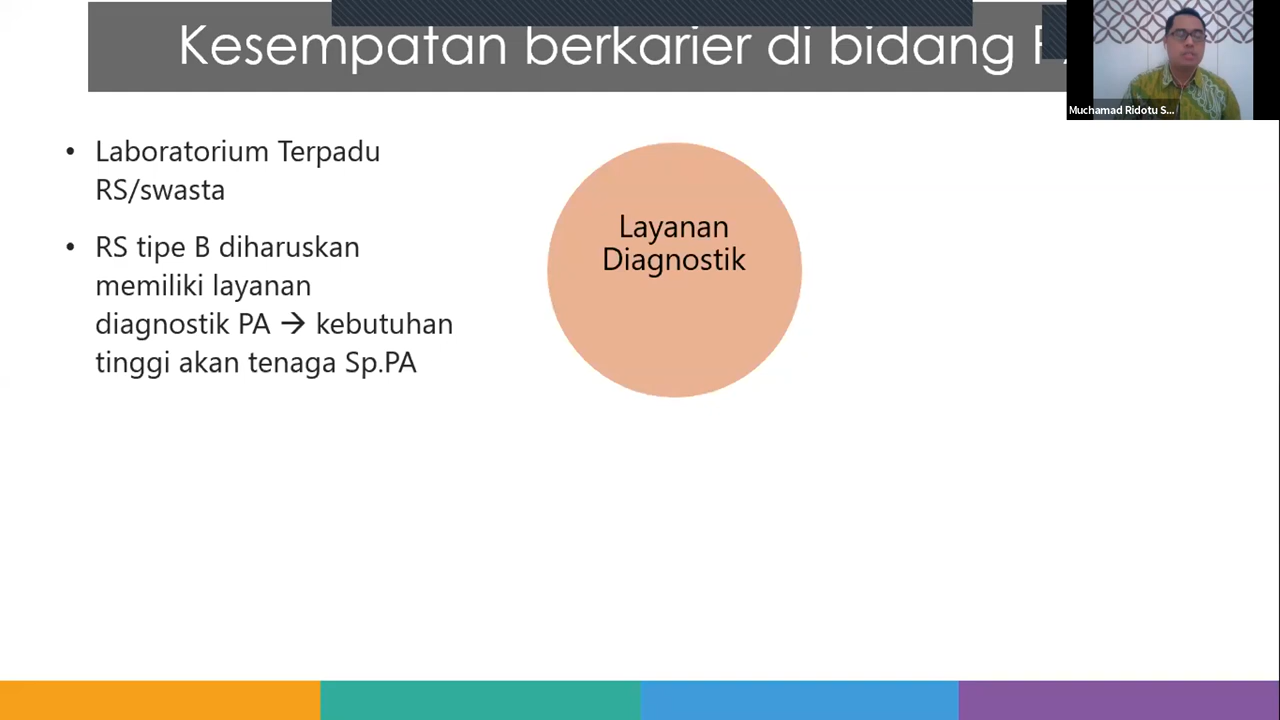 Kesempatan berkarier di bidang
Muchamad Ridotu S...
• Laboratorium Terpadu
RS/swasta
• RS tipe B diharuskan
memiliki layanan
diagnostik PA → kebutuhan
tinggi akan tenaga Sp.PA
Layanan
Diagnostik